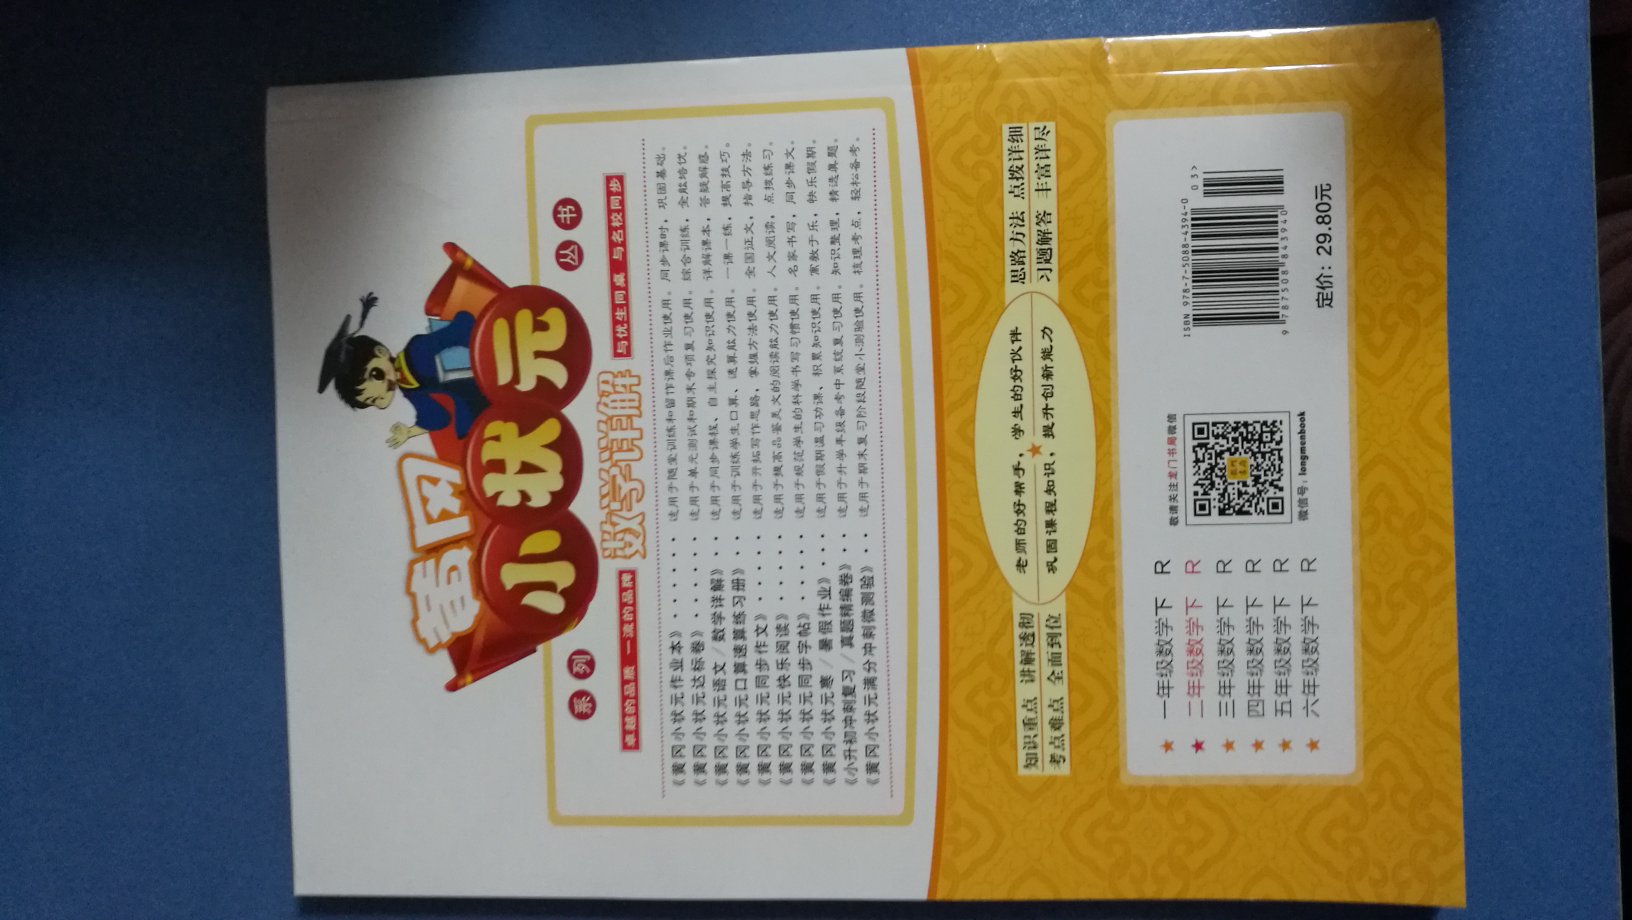 黄冈
小状元
系列
丛书
数学详解
卓越的品质 一流的品牌
与优生同桌 与名校同步
《黄冈小状元作业本》······适用于随堂训练和留作课后作业使用。同步课时，巩固基础。
《黄冈小状元达标卷》······适用于单元测试和期末专项复习使用。综合训练，全能培优。
《黄冈小状元语文/数学详解》··适用于同步课程、自主探究知识使用。详解课本，答疑解惑。
《黄冈小状元口算速算练习册》··适用于训练学生口算、速算能力使用。一课一练，提高技巧。
《黄冈小状元同步作文》·····适用于开拓写作思路，掌握方法使用。全国征文，指导方法。
《黄冈小状元快乐阅读》·····适用于提高品鉴美文的阅读能力使用。人文阅读，点拨练习。
《黄冈小状元同步字帖》·····适用于规范学生的科学书写习惯使用。名家书写，同步课文。
《黄冈小状元寒/暑假作业》···适用于假期温习功课、积累知识使用。寓教于乐，快乐假期。
《小升初冲刺复习/真题精编卷》··适用于升学年级备考中系统复习使用。知识整理，精选真题。
《黄冈小状元满分冲刺微测验》··适用于期末复习阶段随堂小测验使用。梳理考点，轻松备考。
知识重点 讲解透彻
考点难点 全面到位
老师的好帮手，学生的好伙伴
巩固课程知识，提升创新能力
思路方法 点拨详细
习题解答 丰富详尽
★ 一年级数学下 R
★ 二年级数学下 R
★ 三年级数学下 R
★ 四年级数学下 R
★ 五年级数学下 R
★ 六年级数学下 R
敬请关注龙门书局微信
微信号：longmenbook
ISBN 978-7-5088-4394-0
03>
9 787508 843940
定价: 29.80元